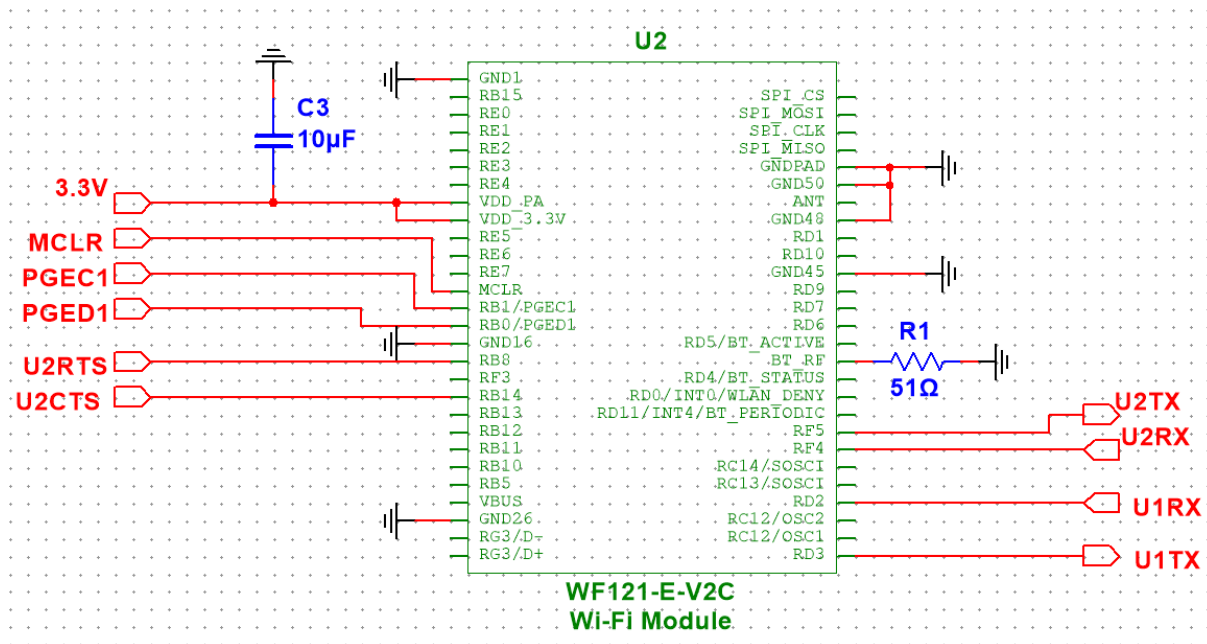 U2
C3
10µF
3.3V
MCLR
PGEC1
PGED1
U2RTS
U2CTS
GND1
RB15
RE0
RE1
RE2
RE3
RE4
VDD_PA
VDD_3.3V
RE5
RE6
RE7
MCLR
RB1/PGEC1
RB0/PGED1
GND16
RB8
RF3
RB14
RB13
RB12
RB11
RB10
RB5
VBUS
GND26
RG3/D-
RG3/D+
SPI_CS
SPI_MOSI
SPI_CLK
SPI_MISO
GNDPAD
GND50
ANT
GND48
RD1
RD10
GND45
RD9
RD7
RD6
RD5/BT_ACTIVE
BT_RF
RD4/BT_STATUS
RD0/INT0/WLAN_DENY
RD11/INT4/BT_PERIODIC
RF5
RF4
RC14/SOSCI
RC13/SOSCI
RD2
RC12/OSC2
RC12/OSC1
RD3
R1
51Ω
U2TX
U2RX
U1RX
U1TX
WF121-E-V2C
Wi-Fi Module